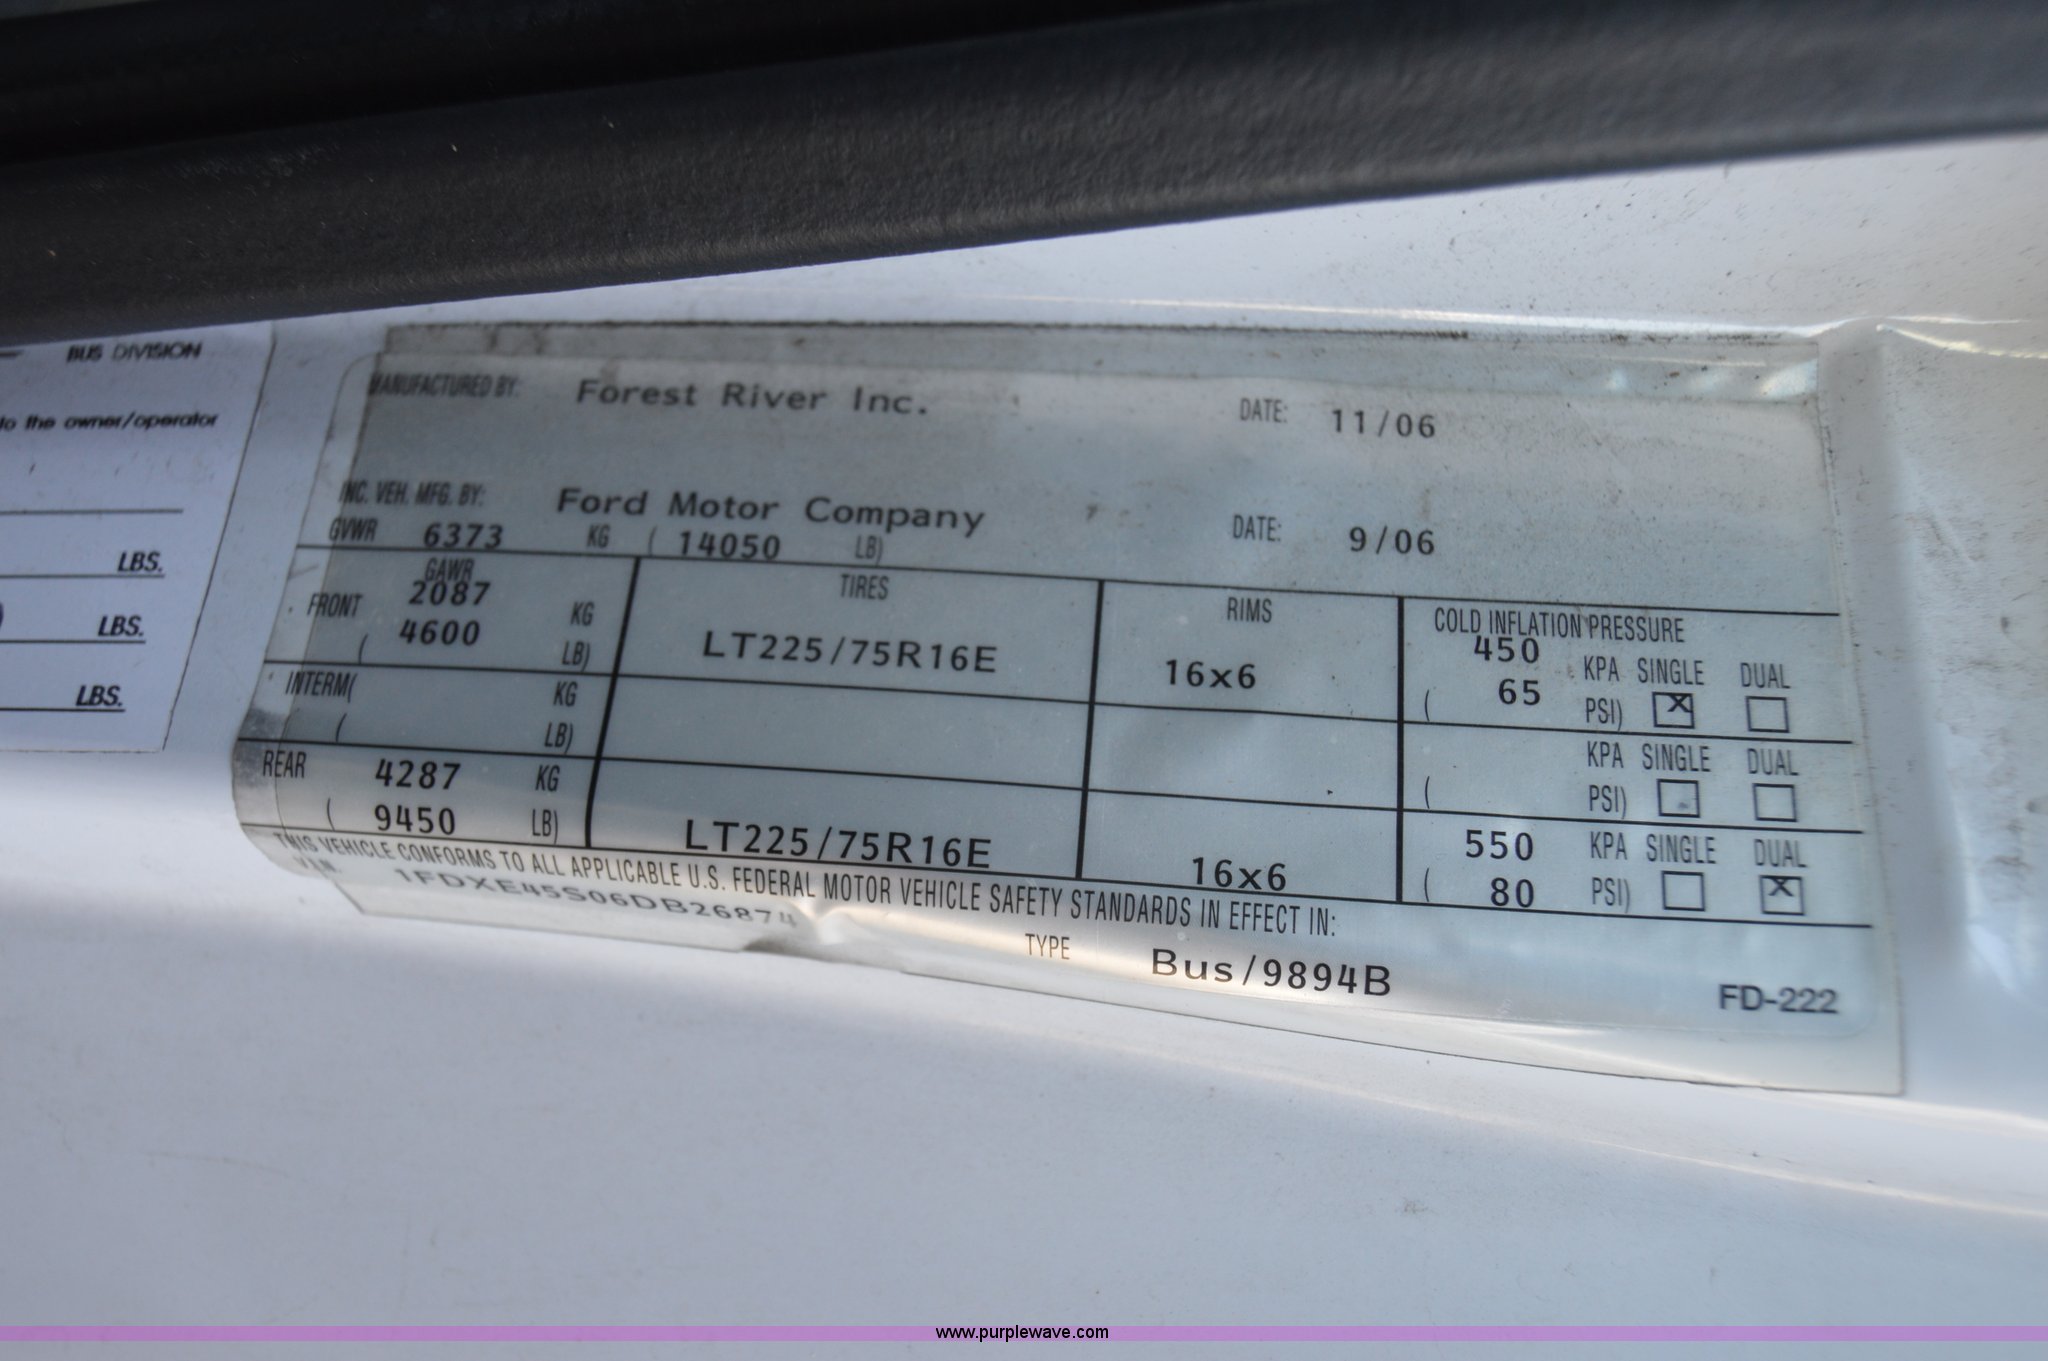 BUS DIVISION
to the owner/operator
LBS.
LBS.
LBS.
MANUFACTURED BY: Forest River Inc. DATE: 11/06
INC. VEH. MFG. BY: Ford Motor Company DATE: 9/06
GVWR 6373 KG ( 14050 LB)
GAWR TIRES RIMS COLD INFLATION PRESSURE
FRONT 2087 KG LT225/75R16E 16x6 450 KPA SINGLE DUAL
( 4600 LB) ( 65 PSI) X
INTERM( KG KPA SINGLE DUAL
( LB) ( PSI)
REAR 4287 KG LT225/75R16E 16x6 550 KPA SINGLE DUAL
( 9450 LB) ( 80 PSI) X
THIS VEHICLE CONFORMS TO ALL APPLICABLE U.S. FEDERAL MOTOR VEHICLE SAFETY STANDARDS IN EFFECT IN:
V.I.N. 1FDXE45S06DB26874
TYPE Bus/9894B
FD-222
www.purplewave.com